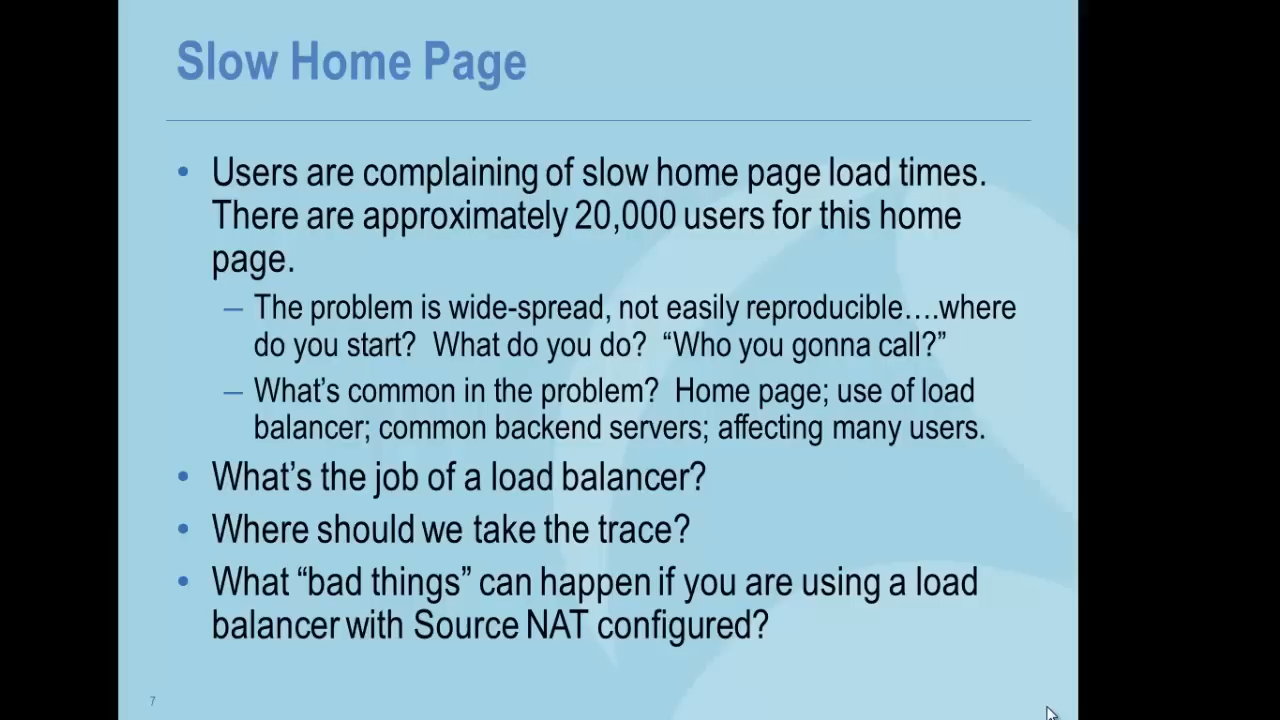 Slow Home Page
• Users are complaining of slow home page load times.
There are approximately 20,000 users for this home
page.
– The problem is wide-spread, not easily reproducible….where
do you start?  What do you do?  “Who you gonna call?”
– What’s common in the problem?  Home page; use of load
balancer; common backend servers; affecting many users.
• What’s the job of a load balancer?
• Where should we take the trace?
• What “bad things” can happen if you are using a load
balancer with Source NAT configured?
7